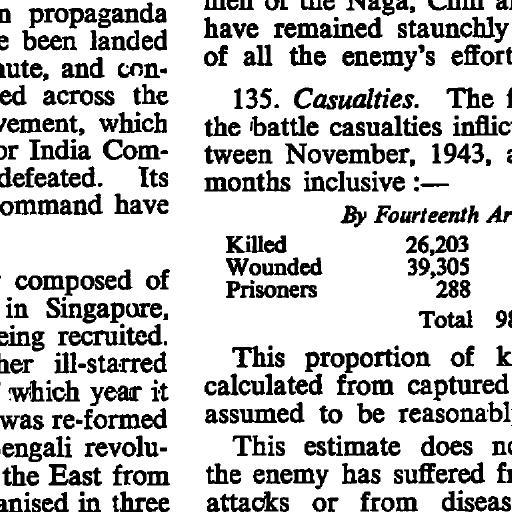 n propaganda
been landed
and con-
ed across the
vement, which
or India Com-
defeated. Its
ommand have
composed of
in Singapore,
eing recruited.
her ill-starred
which year it
was re-formed
engali revolu-
the East from
anised in three
men of the Naga, Chin
have remained staunchly
of all the enemy's effort
135. Casualties. The
the battle casualties inflic
tween November, 1943,
months inclusive :—
By Fourteenth Ar
Killed 26,203
Wounded 39,305
Prisoners 288
Total 98
This proportion of k
calculated from captured
assumed to be reasonabl
This estimate does no
the enemy has suffered fr
attacks or from diseas